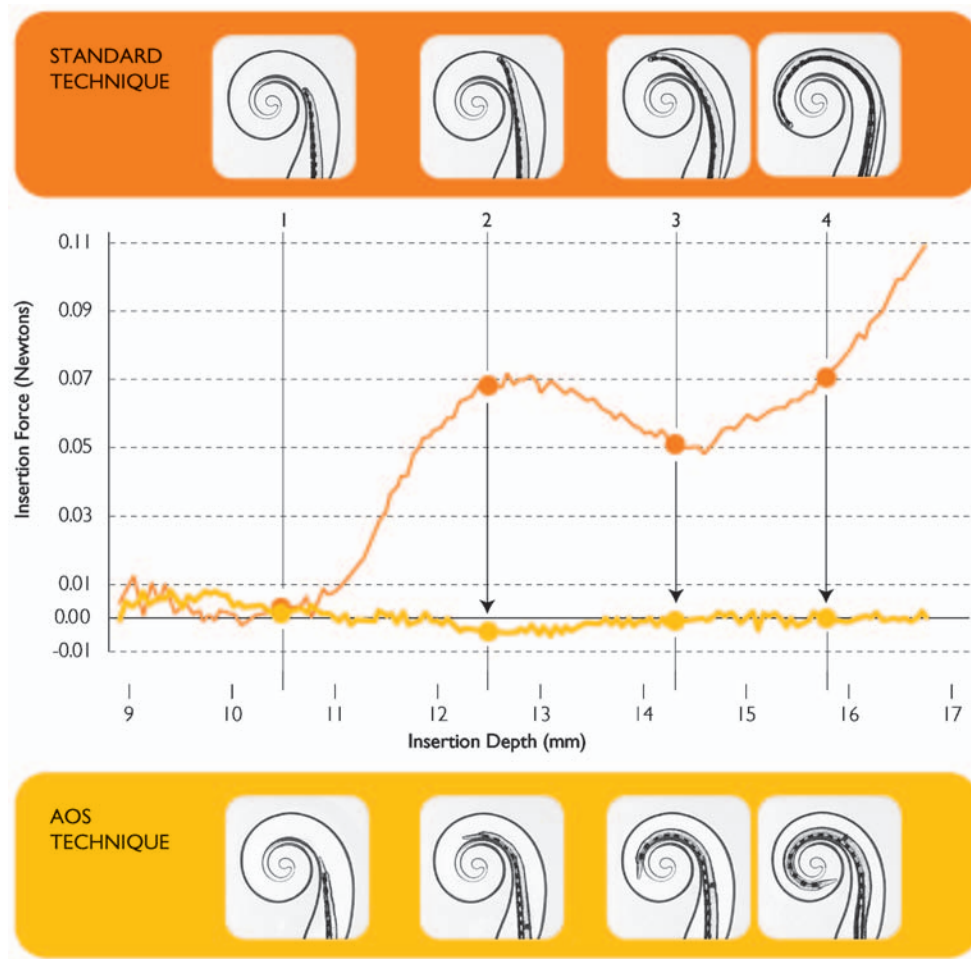 STANDARD
TECHNIQUE
1 2 3 4
0.11
0.09
0.07
0.05
0.03
0.01
0.00
-0.01
Insertion Force (Newtons)
9 10 11 12 13 14 15 16 17
Insertion Depth (mm)
AOS
TECHNIQUE